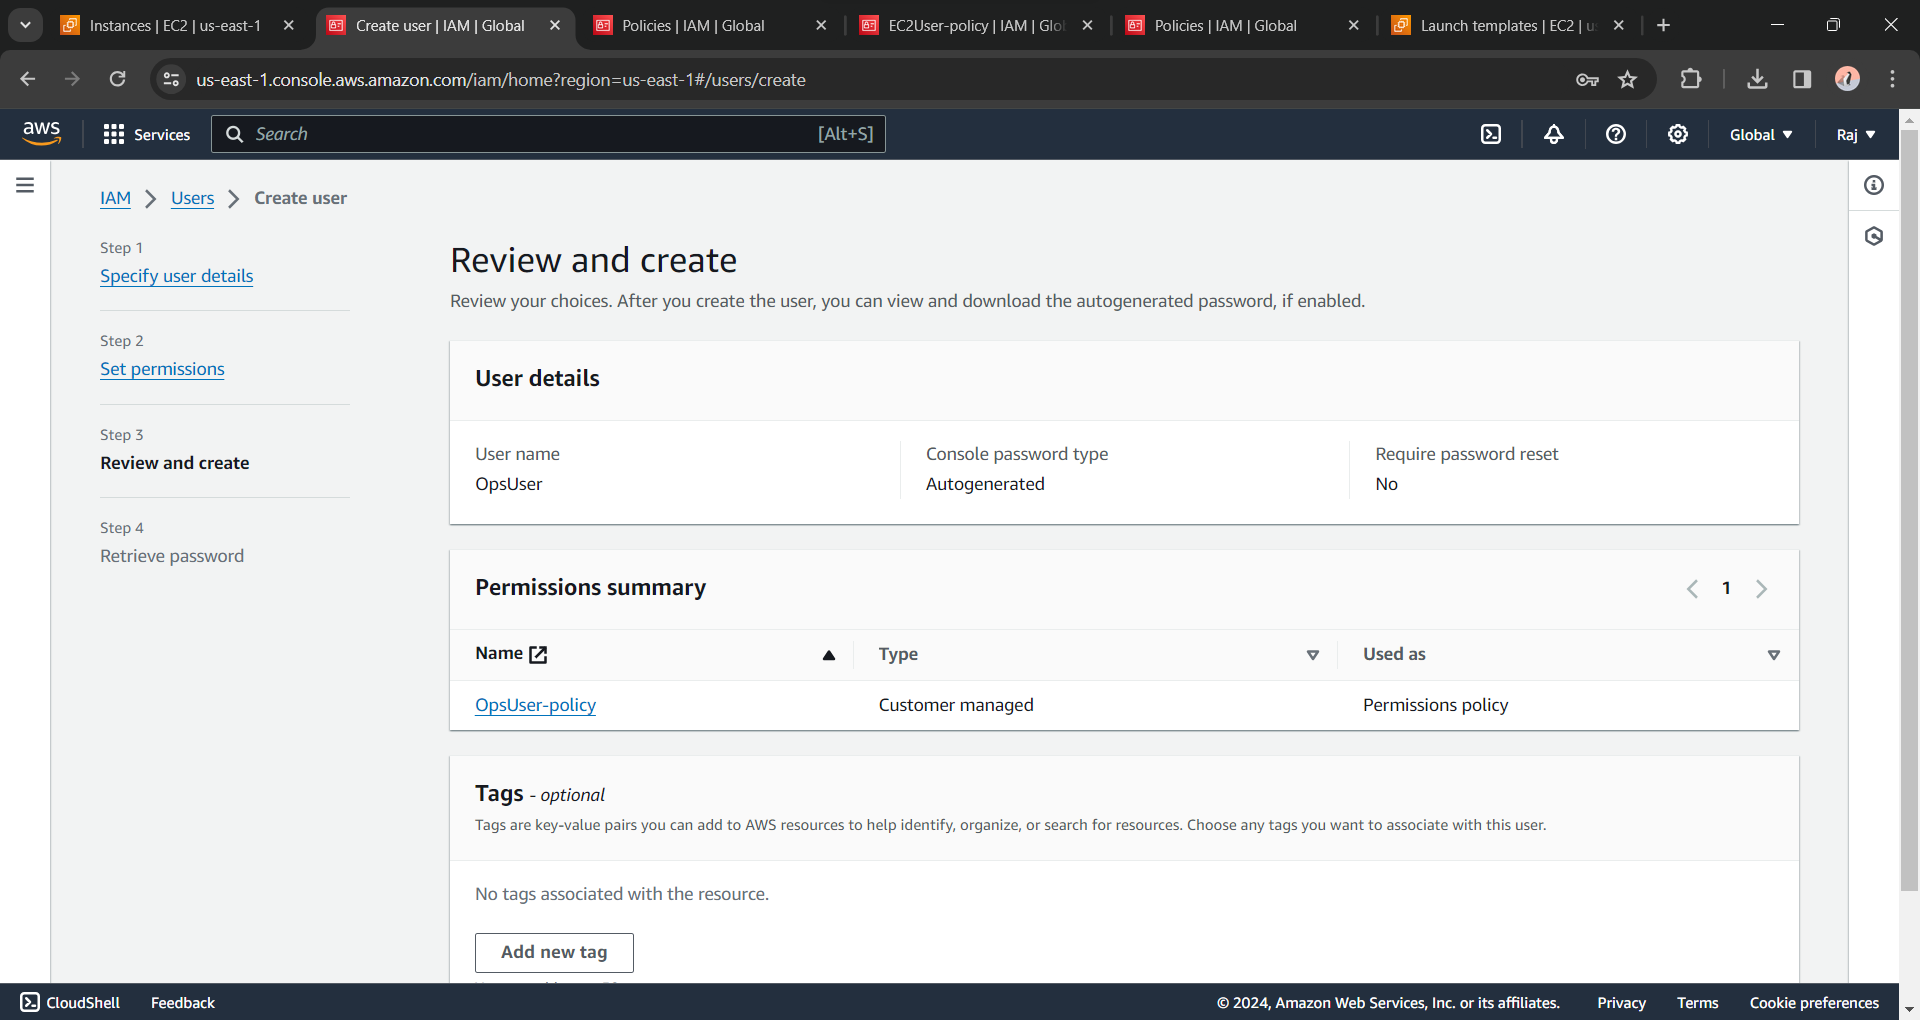 Instances | EC2 | us-east-1
Create user | IAM | Global
Policies | IAM | Global
EC2User-policy | IAM | Glo
Policies | IAM | Global
Launch templates | EC2 | u
us-east-1.console.aws.amazon.com/iam/home?region=us-east-1#/users/create
aws
Services
Search
[Alt+S]
Global
Raj
IAM
Users
Create user
Step 1
Specify user details
Step 2
Set permissions
Step 3
Review and create
Step 4
Retrieve password
Review and create
Review your choices. After you create the user, you can view and download the autogenerated password, if enabled.
User details
User name
OpsUser
Console password type
Autogenerated
Require password reset
No
Permissions summary
1
Name
Type
Used as
OpsUser-policy
Customer managed
Permissions policy
Tags - optional
Tags are key-value pairs you can add to AWS resources to help identify, organize, or search for resources. Choose any tags you want to associate with this user.
No tags associated with the resource.
Add new tag
CloudShell
Feedback
© 2024, Amazon Web Services, Inc. or its affiliates.
Privacy
Terms
Cookie preferences